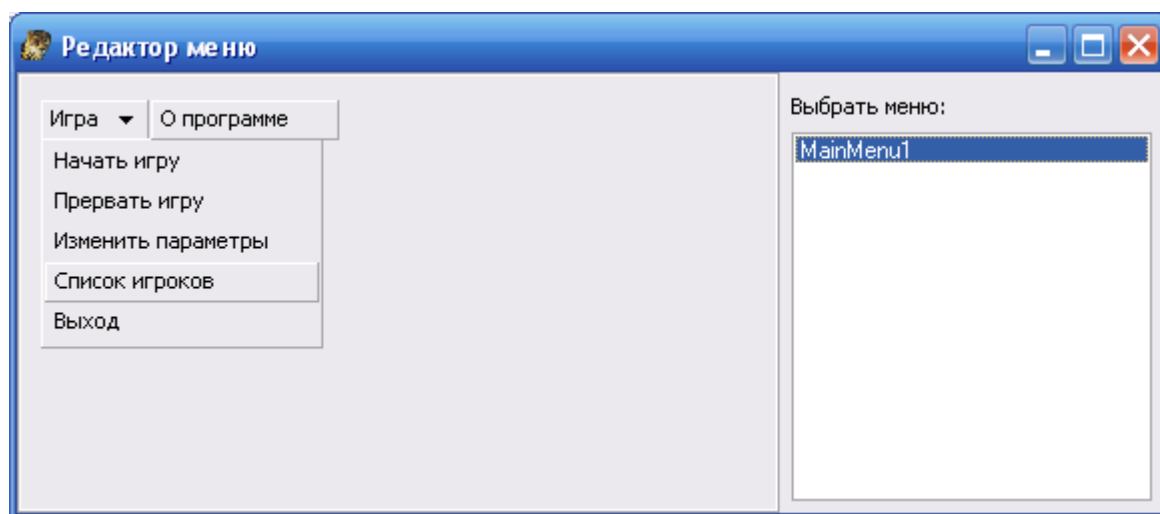 Редактор меню
Игра О программе
Начать игру
Прервать игру
Изменить параметры
Список игроков
Выход
Выбрать меню:
MainMenu1